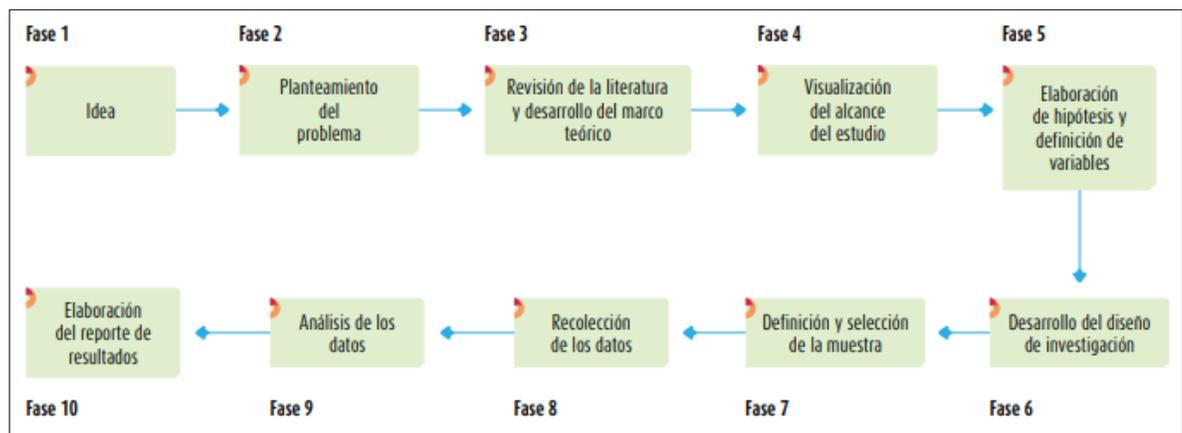 Fase 1
Idea
Fase 2
Planteamiento
del
problema
Fase 3
Revisión de la literatura
y desarrollo del marco
teórico
Fase 4
Visualización
del alcance
del estudio
Fase 5
Elaboración
de hipótesis y
definición de
variables
Desarrollo del diseño
de investigación
Fase 6
Definición y selección
de la muestra
Fase 7
Recolección
de los datos
Fase 8
Análisis de los
datos
Fase 9
Elaboración
del reporte de
resultados
Fase 10